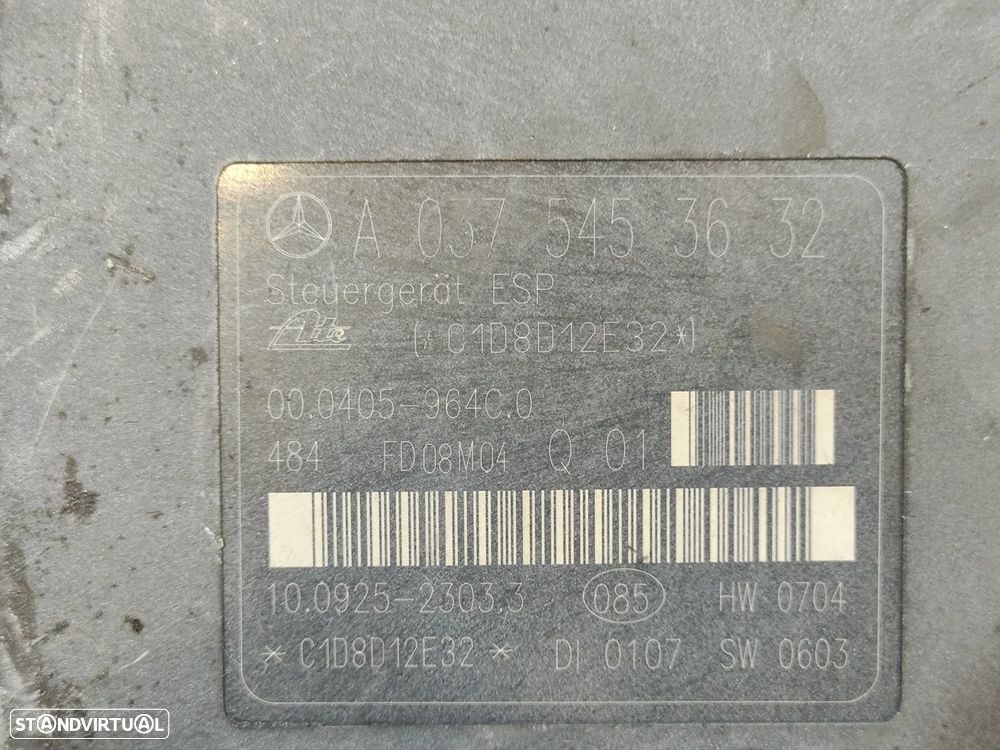 A 037 545 36 32
Steuergerät ESP
Ate (* C1D8D12E32 *)
00.0405-964C.0
484 FD08M04 Q 01
10.0925-2303.3 085 HW 0704
* C1D8D12E32 * DI 0107 SW 0603
STANDVIRTUAL